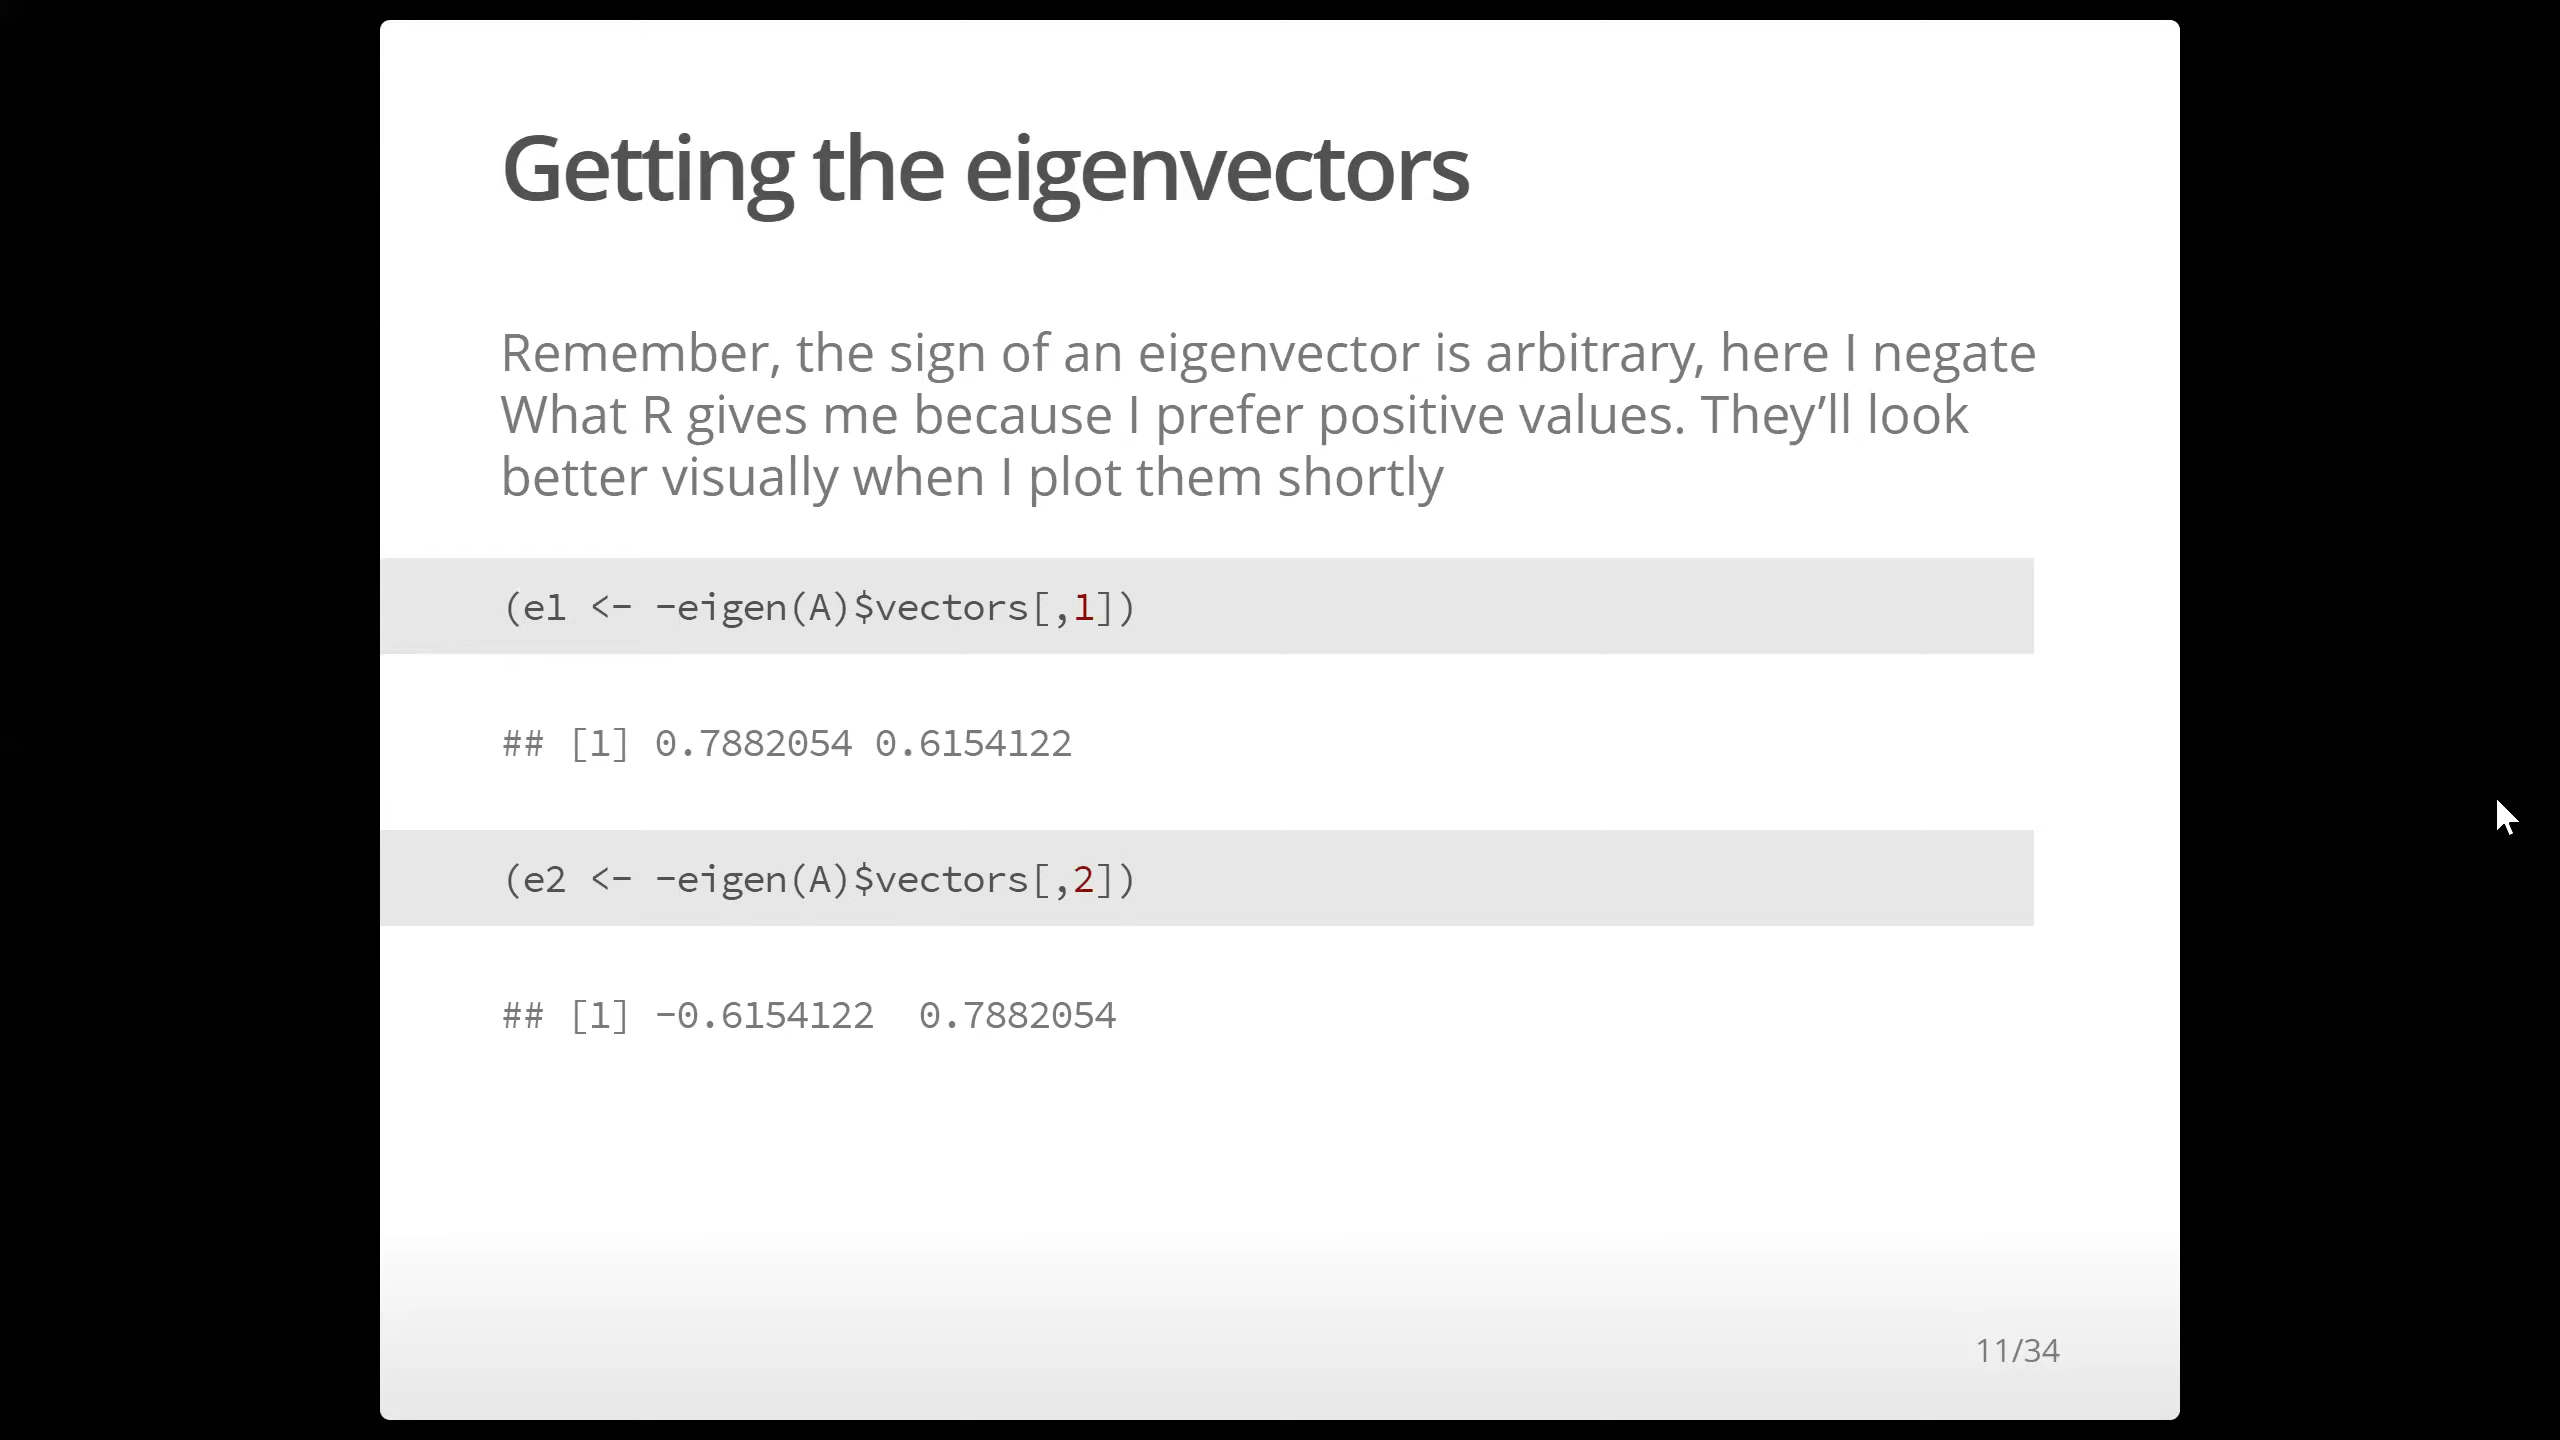 Getting the eigenvectors
Remember, the sign of an eigenvector is arbitrary, here I negate
What R gives me because I prefer positive values. They’ll look
better visually when I plot them shortly
(e1 <- -eigen(A)$vectors[,1])
## [1] 0.7882054 0.6154122
(e2 <- -eigen(A)$vectors[,2])
## [1] -0.6154122  0.7882054
11/34